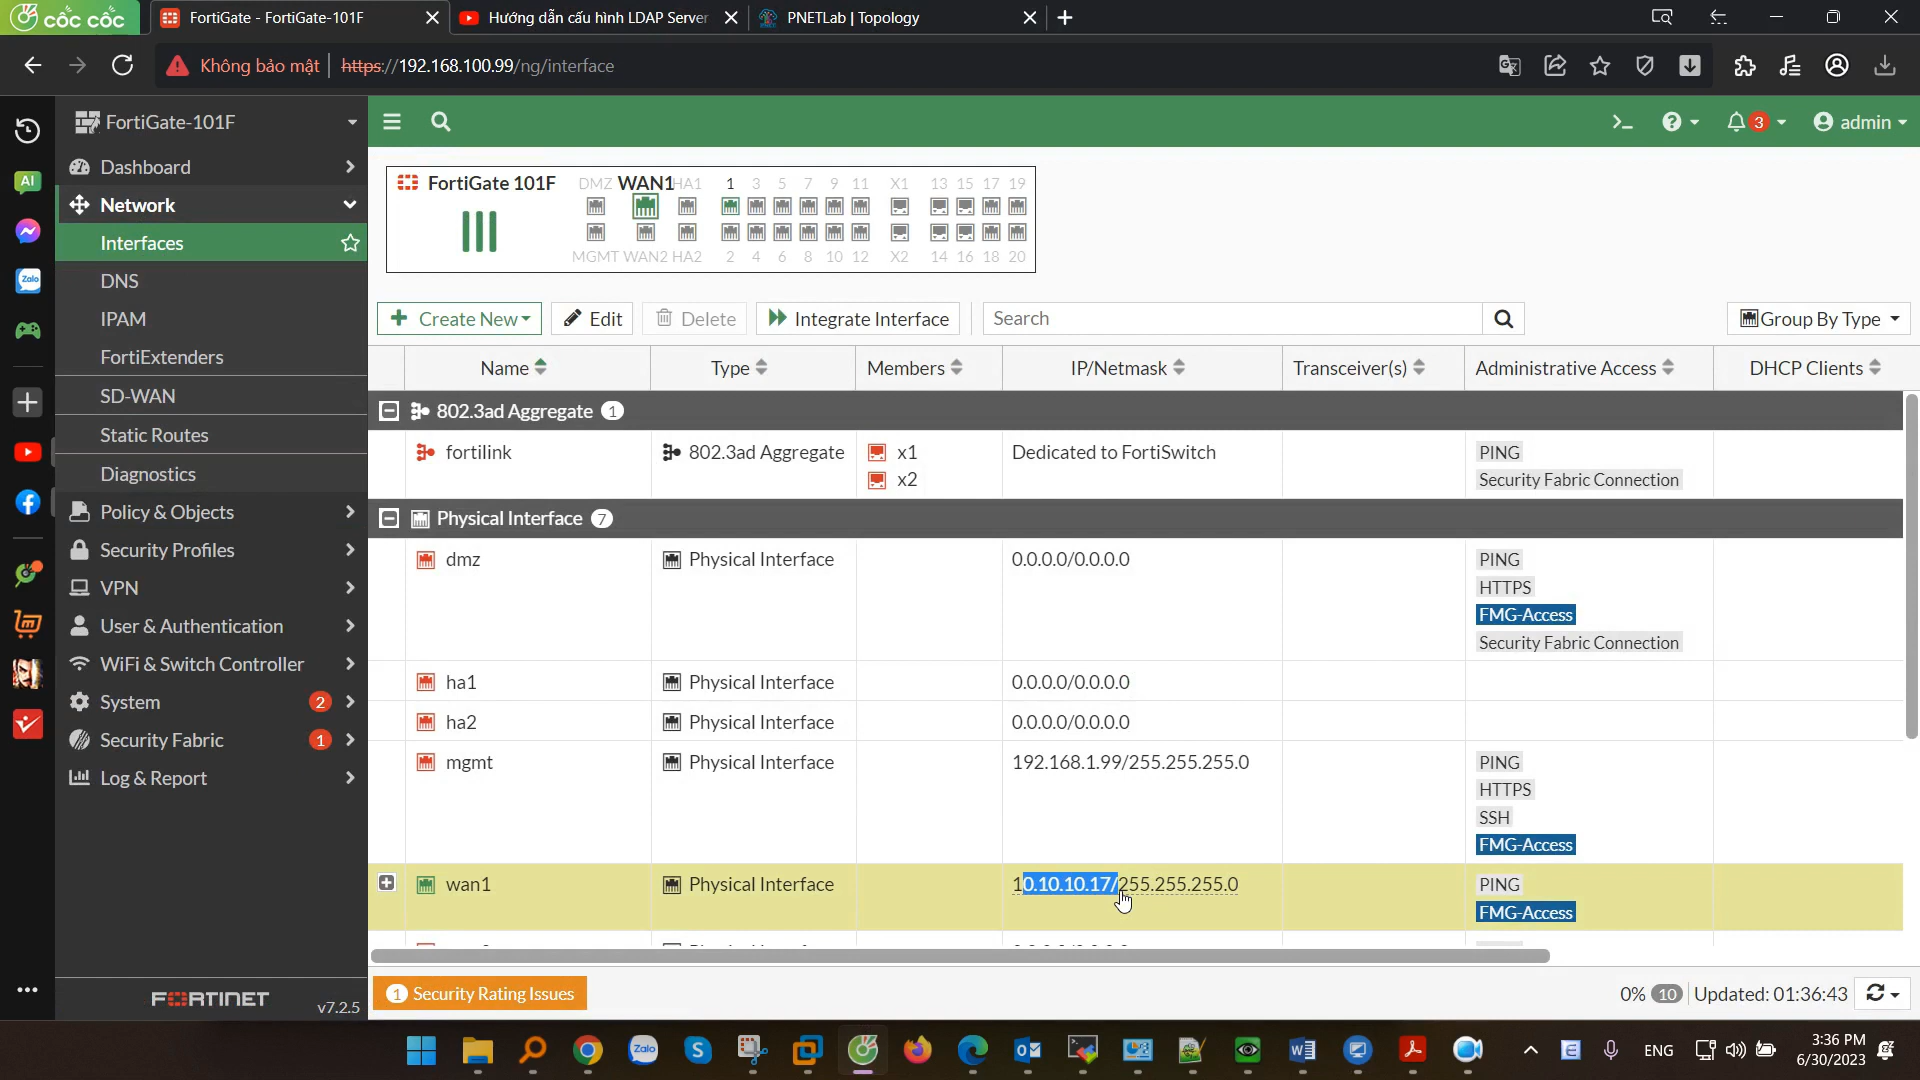 cốc cốc
FortiGate - FortiGate-101F
Hướng dẫn cấu hình LDAP Server
PNETLab | Topology
Không bảo mật
https://192.168.100.99/ng/interface
FortiGate-101F
admin
3
Dashboard
Network
Interfaces
DNS
IPAM
FortiExtenders
SD-WAN
Static Routes
Diagnostics
Policy & Objects
Security Profiles
VPN
User & Authentication
WiFi & Switch Controller
System 2
Security Fabric 1
Log & Report
FORTINET v7.2.5
AI
Zalo
FortiGate 101F
DMZ WAN1 HA1 1 3 5 7 9 11 X1 13 15 17 19
MGMT WAN2 HA2 2 4 6 8 10 12 X2 14 16 18 20
Create New Edit Delete Integrate Interface Search Group By Type
Name Type Members IP/Netmask Transceiver(s) Administrative Access DHCP Clients
802.3ad Aggregate 1
fortilink 802.3ad Aggregate x1 Dedicated to FortiSwitch PING
x2 Security Fabric Connection
Physical Interface 7
dmz Physical Interface 0.0.0.0/0.0.0.0 PING
HTTPS
FMG-Access
Security Fabric Connection
ha1 Physical Interface 0.0.0.0/0.0.0.0
ha2 Physical Interface 0.0.0.0/0.0.0.0
mgmt Physical Interface 192.168.1.99/255.255.255.0 PING
HTTPS
SSH
FMG-Access
wan1 Physical Interface 10.10.10.17/255.255.255.0 PING
FMG-Access
1 Security Rating Issues
0% 10 Updated: 01:36:43
Zalo
ENG
3:36 PM
6/30/2023